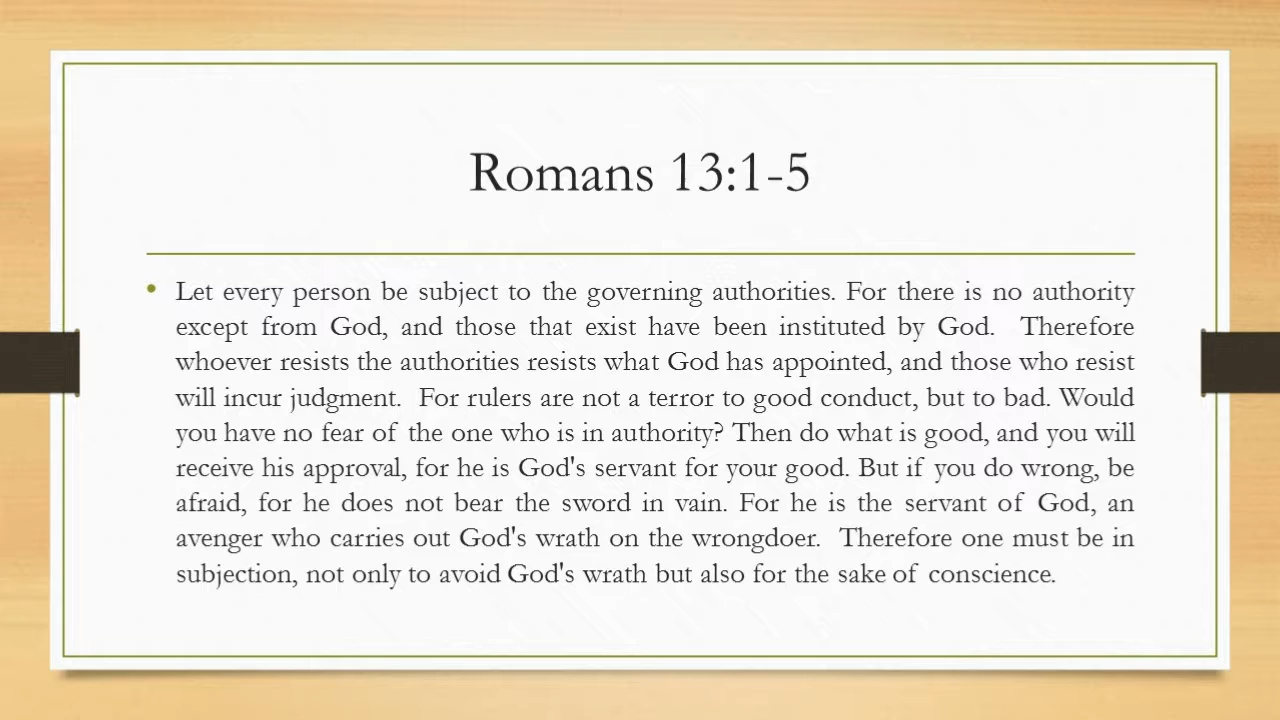 Romans 13:1-5
• Let every person be subject to the governing authorities. For there is no authority
except from God, and those that exist have been instituted by God.  Therefore
whoever resists the authorities resists what God has appointed, and those who resist
will incur judgment.  For rulers are not a terror to good conduct, but to bad. Would
you have no fear of the one who is in authority? Then do what is good, and you will
receive his approval, for he is God's servant for your good. But if you do wrong, be
afraid, for he does not bear the sword in vain. For he is the servant of God, an
avenger who carries out God's wrath on the wrongdoer.  Therefore one must be in
subjection, not only to avoid God's wrath but also for the sake of conscience.